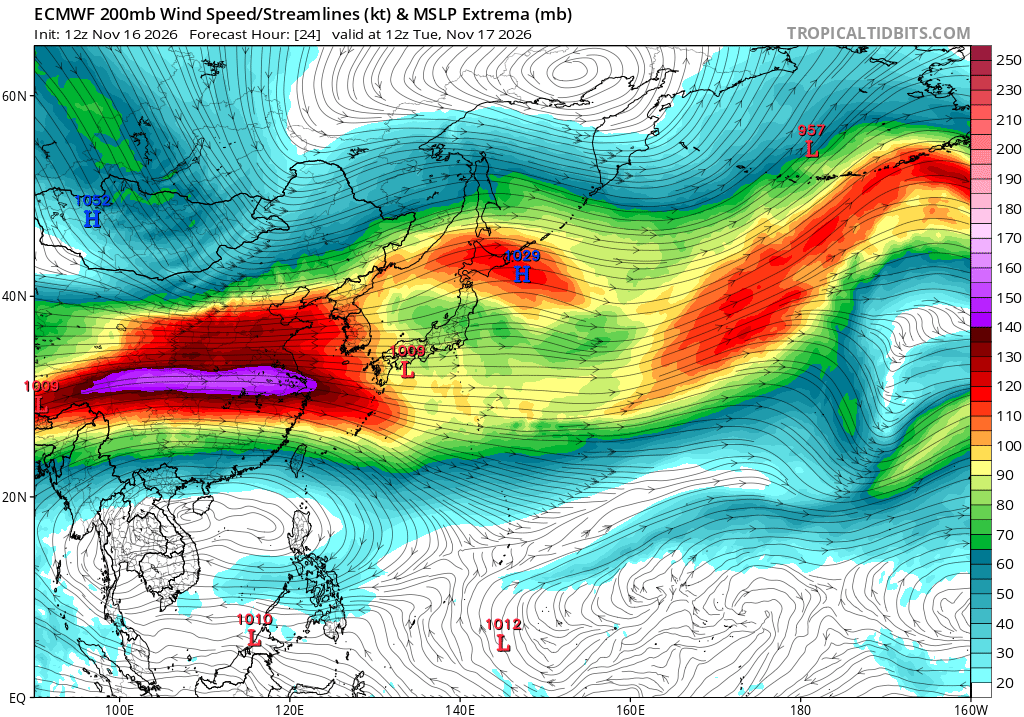 ECMWF 200mb Wind Speed/Streamlines (kt) & MSLP Extrema (mb)
Init: 12z Nov 16 2026 Forecast Hour: [24] valid at 12z Tue, Nov 17 2026
TROPICALTIDBITS.COM
60N
40N
20N
EQ
957
L
1052
H
1029
H
1009
L
1009
L
1010
L
1012
L
250
230
210
200
190
180
170
160
150
140
130
120
110
100
90
80
70
60
50
40
30
20
100E
120E
140E
160E
180
160W